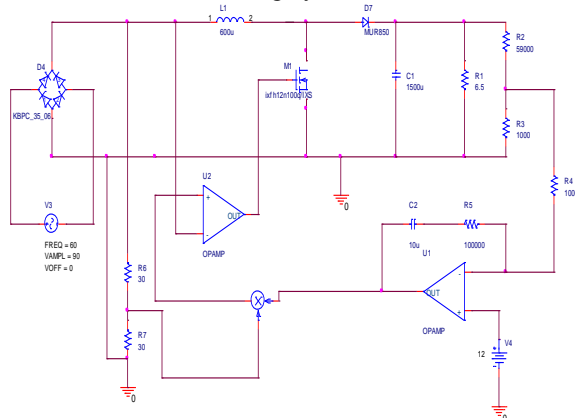 L1
1
2
600u
D7
MUR850
R2
59000
D4
KBPC_35_06
M1
C1
1500u
R1
6.5
R3
1000
U2
+
-
OUT
OPAMP
0
R4
100
V3
FREQ = 60
VAMPL = 90
VOFF = 0
C2
10u
R5
100000
U1
-
+
OUT
OPAMP
R6
30
X
R7
30
V4
12
0
0